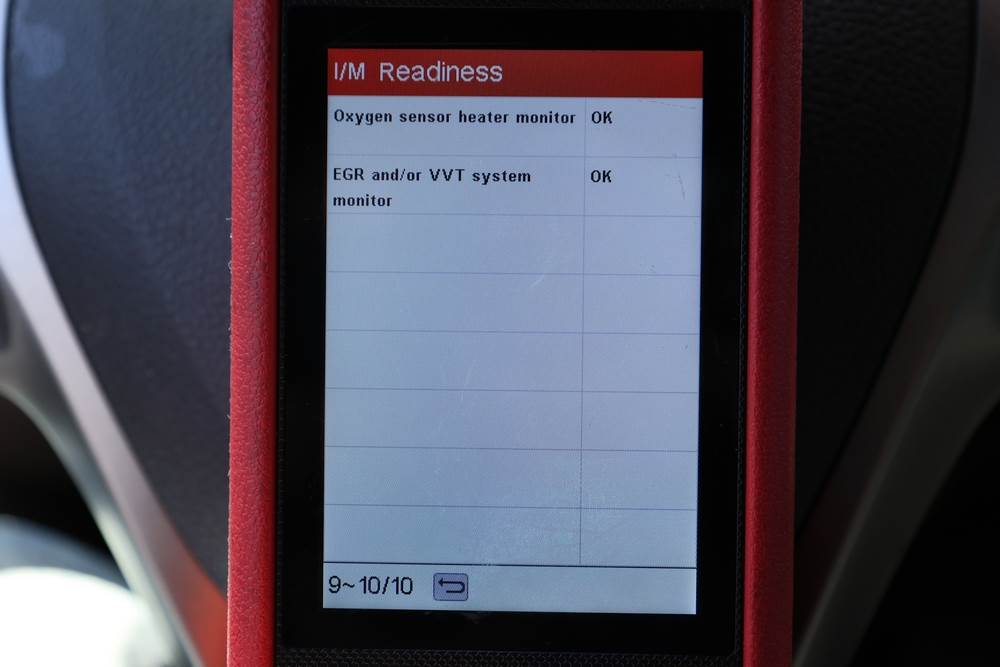 I/M Readiness
Oxygen sensor heater monitor OK
EGR and/or VVT system OK
monitor
9~10/10